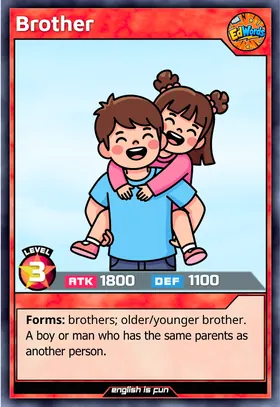 Brother
EdWords
LEVEL
3
ATK 1800 DEF 1100
Forms: brothers; older/younger brother.
A boy or man who has the same parents as
another person.
english is fun